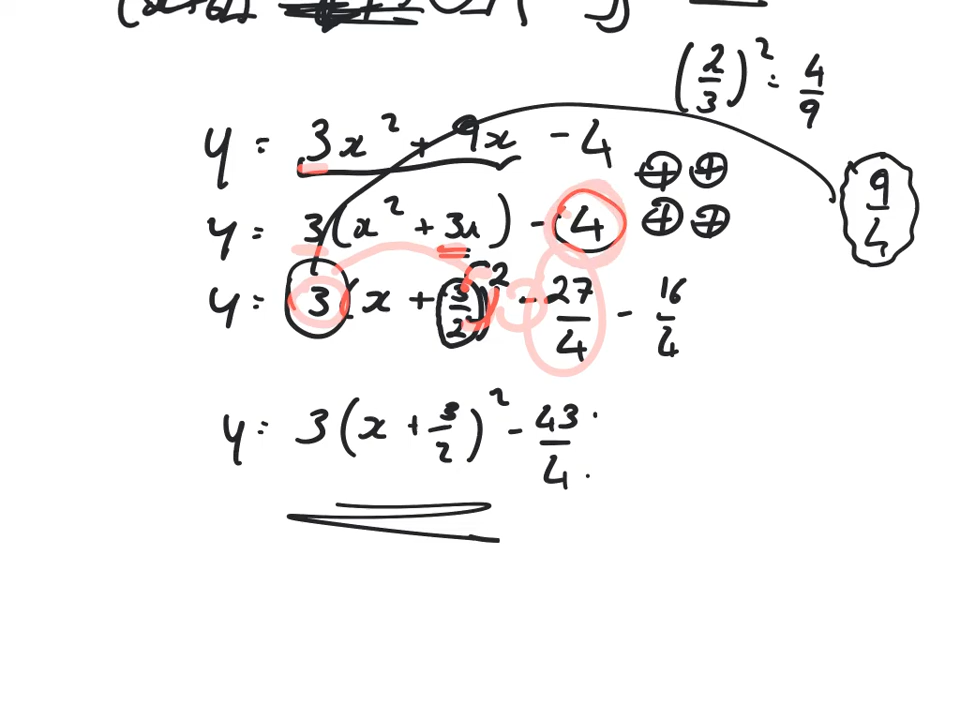 (2/3)² = 4/9
y = 3x² + 9x - 4
⊕ ⊕
9/4
y = 3(x² + 3x) - 4
⊕ ⊕
y = 3(x + 3/2)² - 27/4 - 16/4
y = 3(x + 3/2)² - 43/4